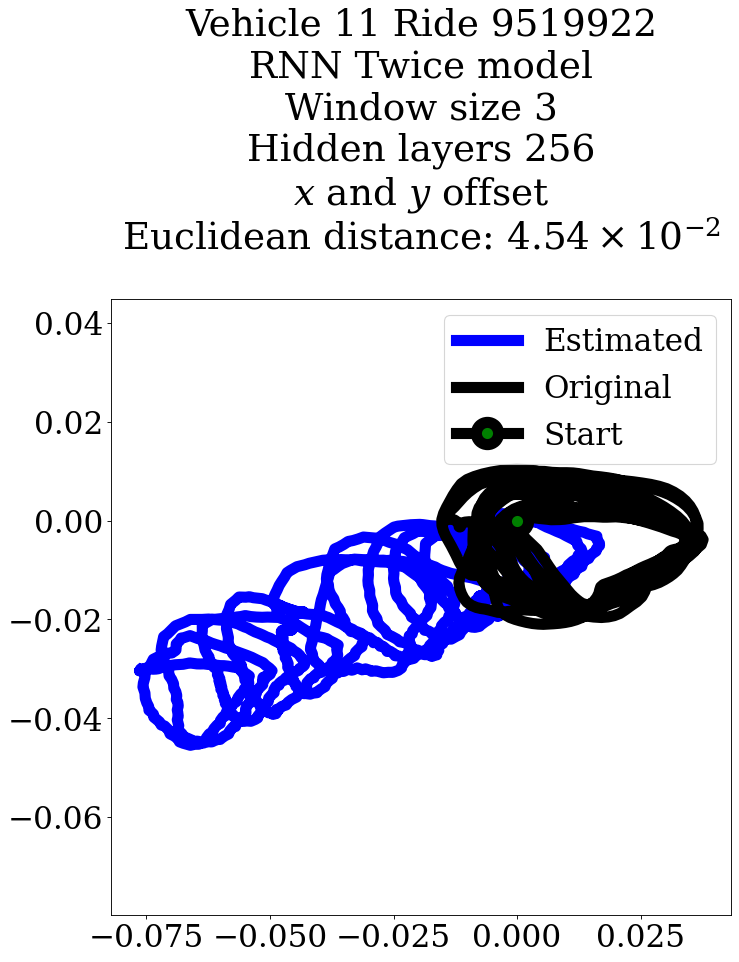 Vehicle 11 Ride 9519922
RNN Twice model
Window size 3
Hidden layers 256
x and y offset
Euclidean distance: 4.54 × 10⁻²
Estimated
Original
Start
0.04
0.02
0.00
−0.02
−0.04
−0.06
−0.075 −0.050 −0.025 0.000 0.025